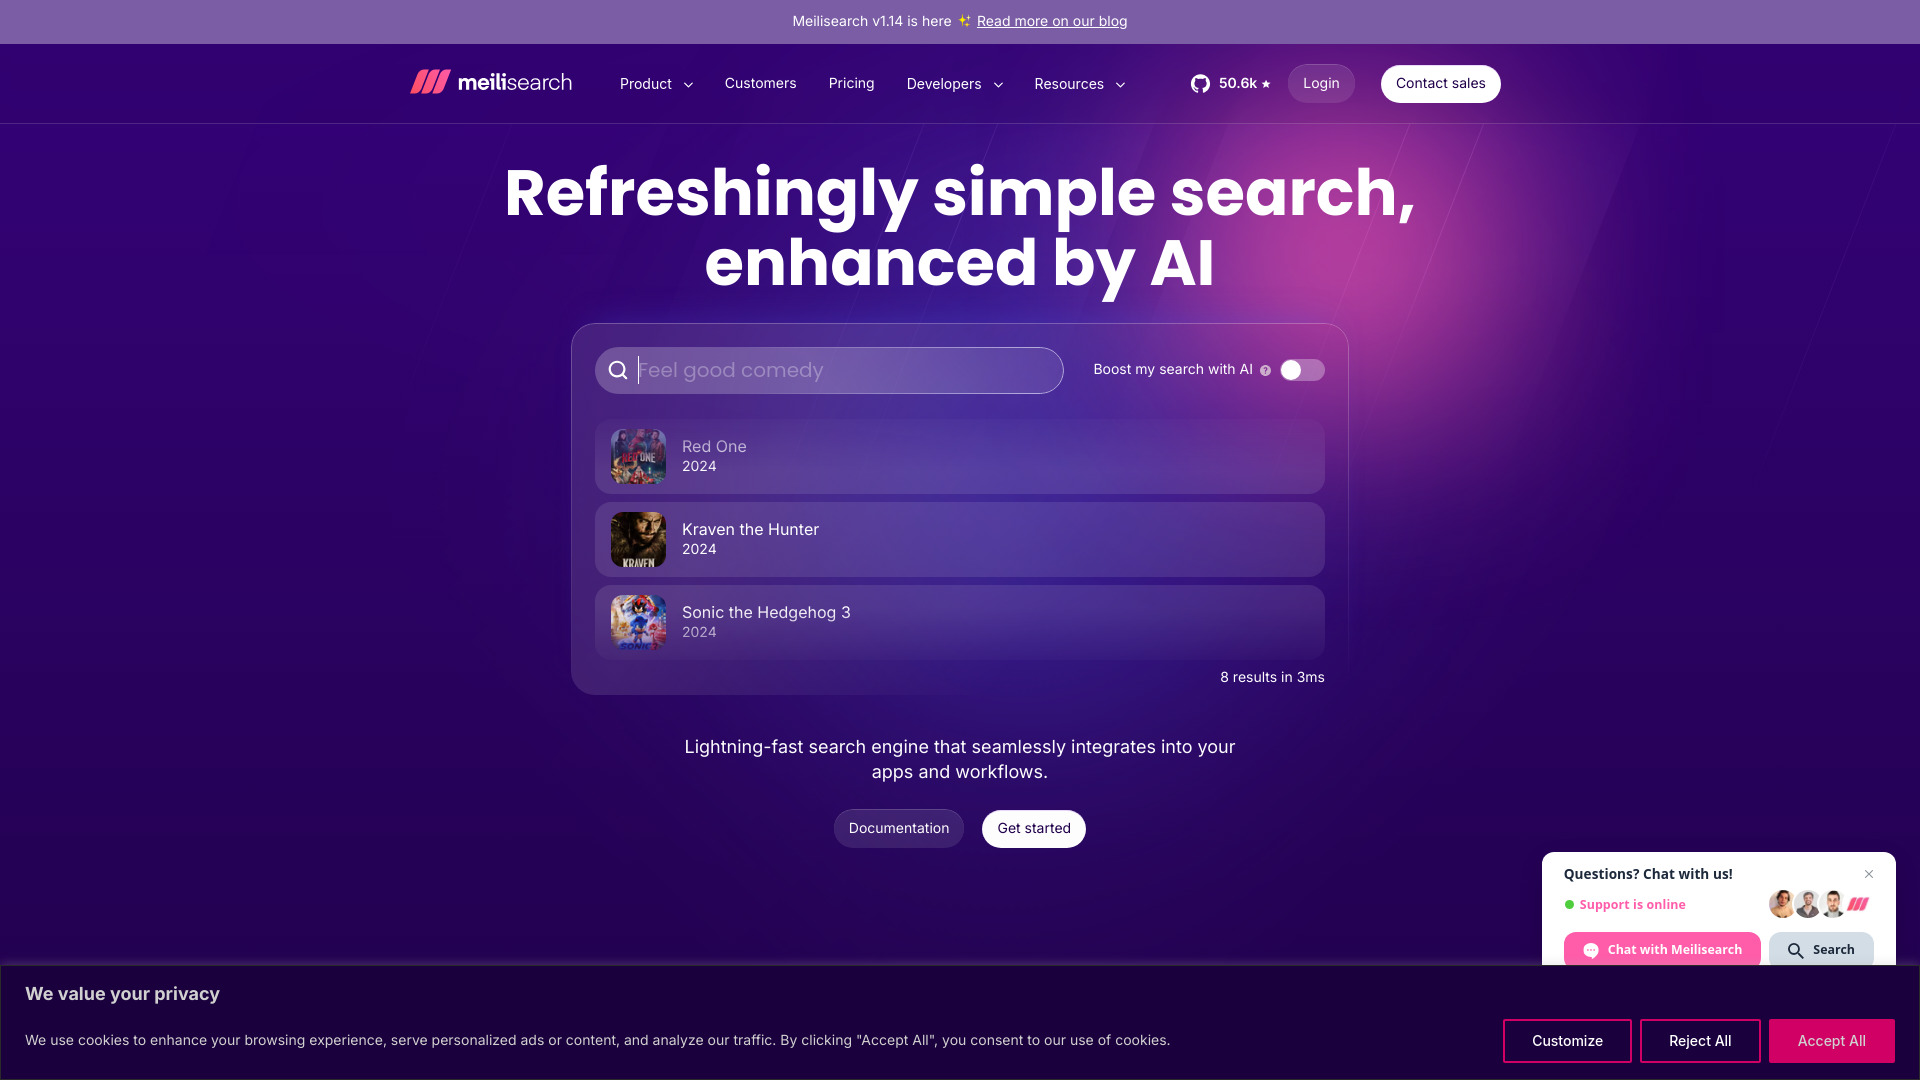 Meilisearch v1.14 is here ✨ Read more on our blog
meilisearch
Product
Customers
Pricing
Developers
Resources
50.6k ★
Login
Contact sales
Refreshingly simple search,
enhanced by AI
Feel good comedy
Boost my search with AI ?
RED ONE
Red One
2024
KRAVEN
Kraven the Hunter
2024
SONIC 3
Sonic the Hedgehog 3
2024
8 results in 3ms
Lightning-fast search engine that seamlessly integrates into your
apps and workflows.
Documentation
Get started
Questions? Chat with us!
Support is online
Chat with Meilisearch
Search
We value your privacy
We use cookies to enhance your browsing experience, serve personalized ads or content, and analyze our traffic. By clicking "Accept All", you consent to our use of cookies.
Customize
Reject All
Accept All